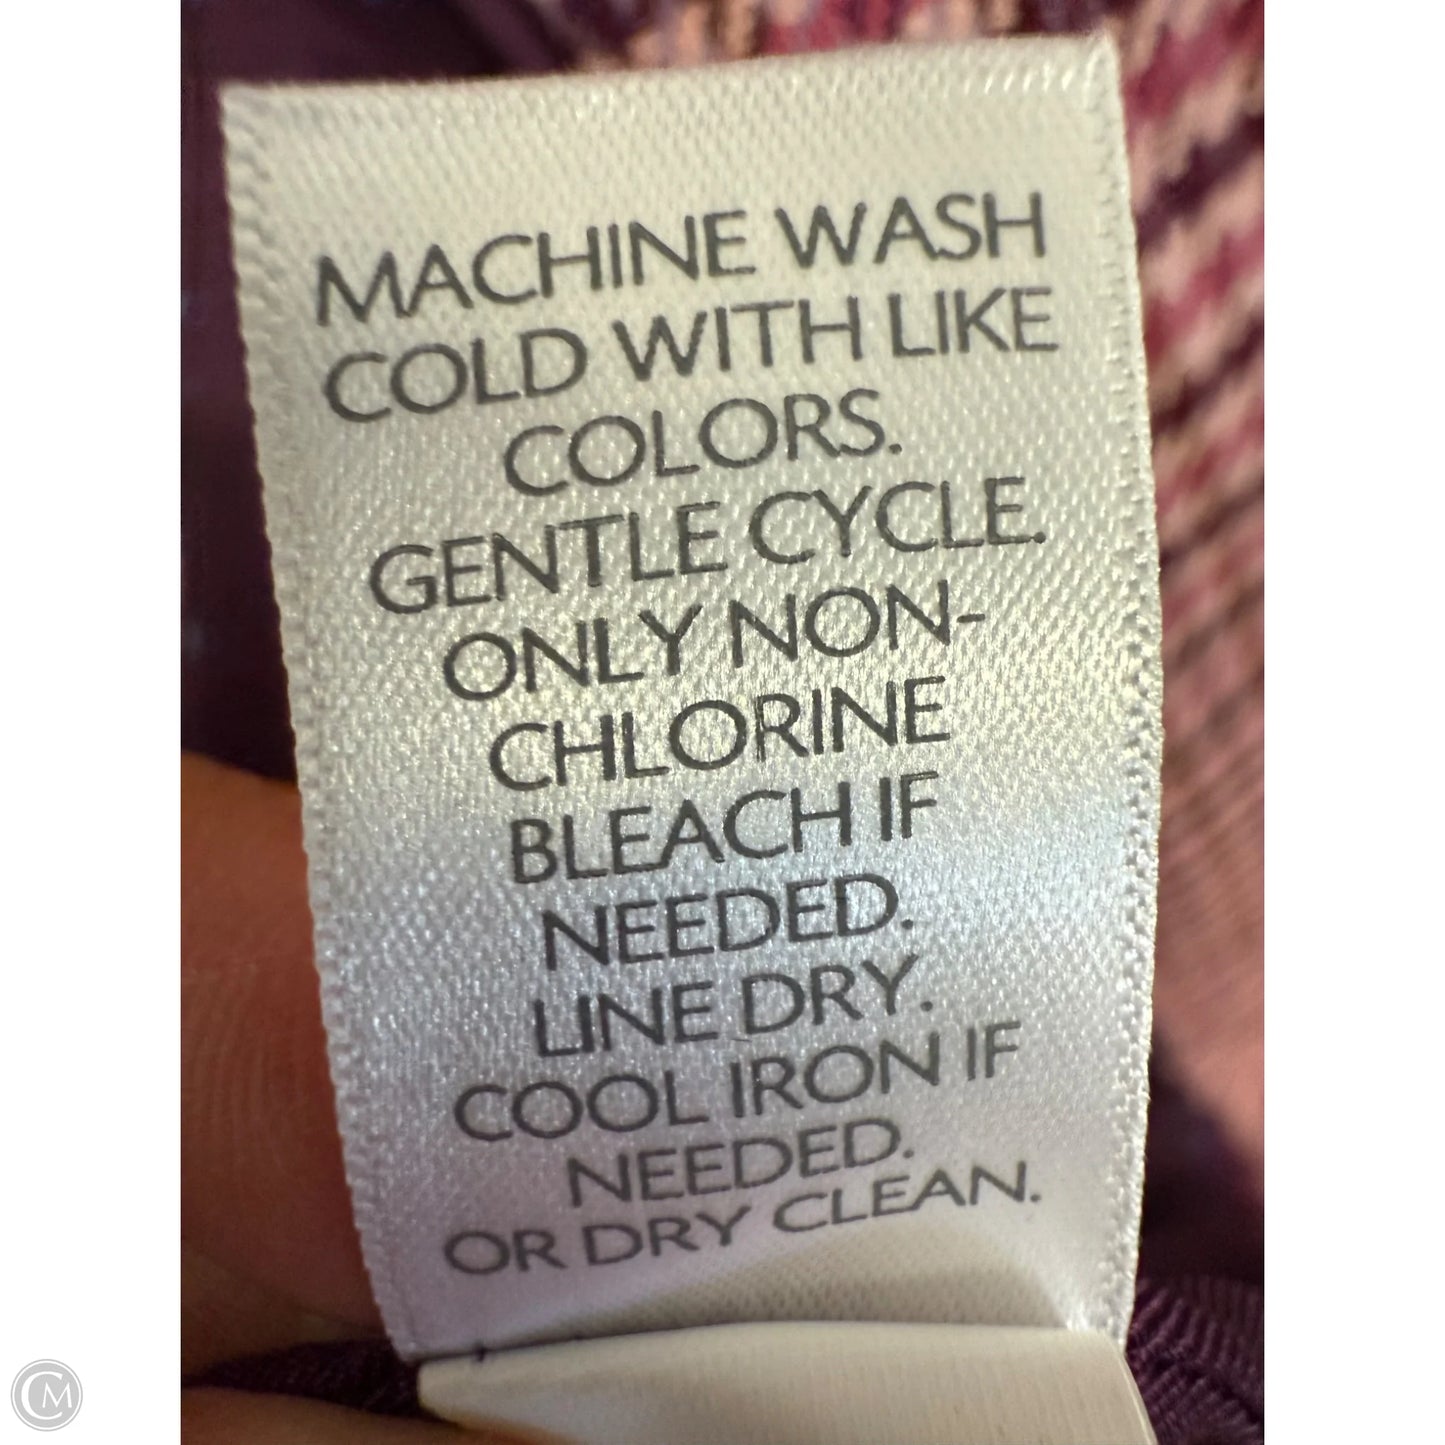 MACHINE WASH
COLD WITH LIKE
COLORS.
GENTLE CYCLE.
ONLY NON-
CHLORINE
BLEACH IF
NEEDED.
LINE DRY.
COOL IRON IF
NEEDED.
OR DRY CLEAN.
CM